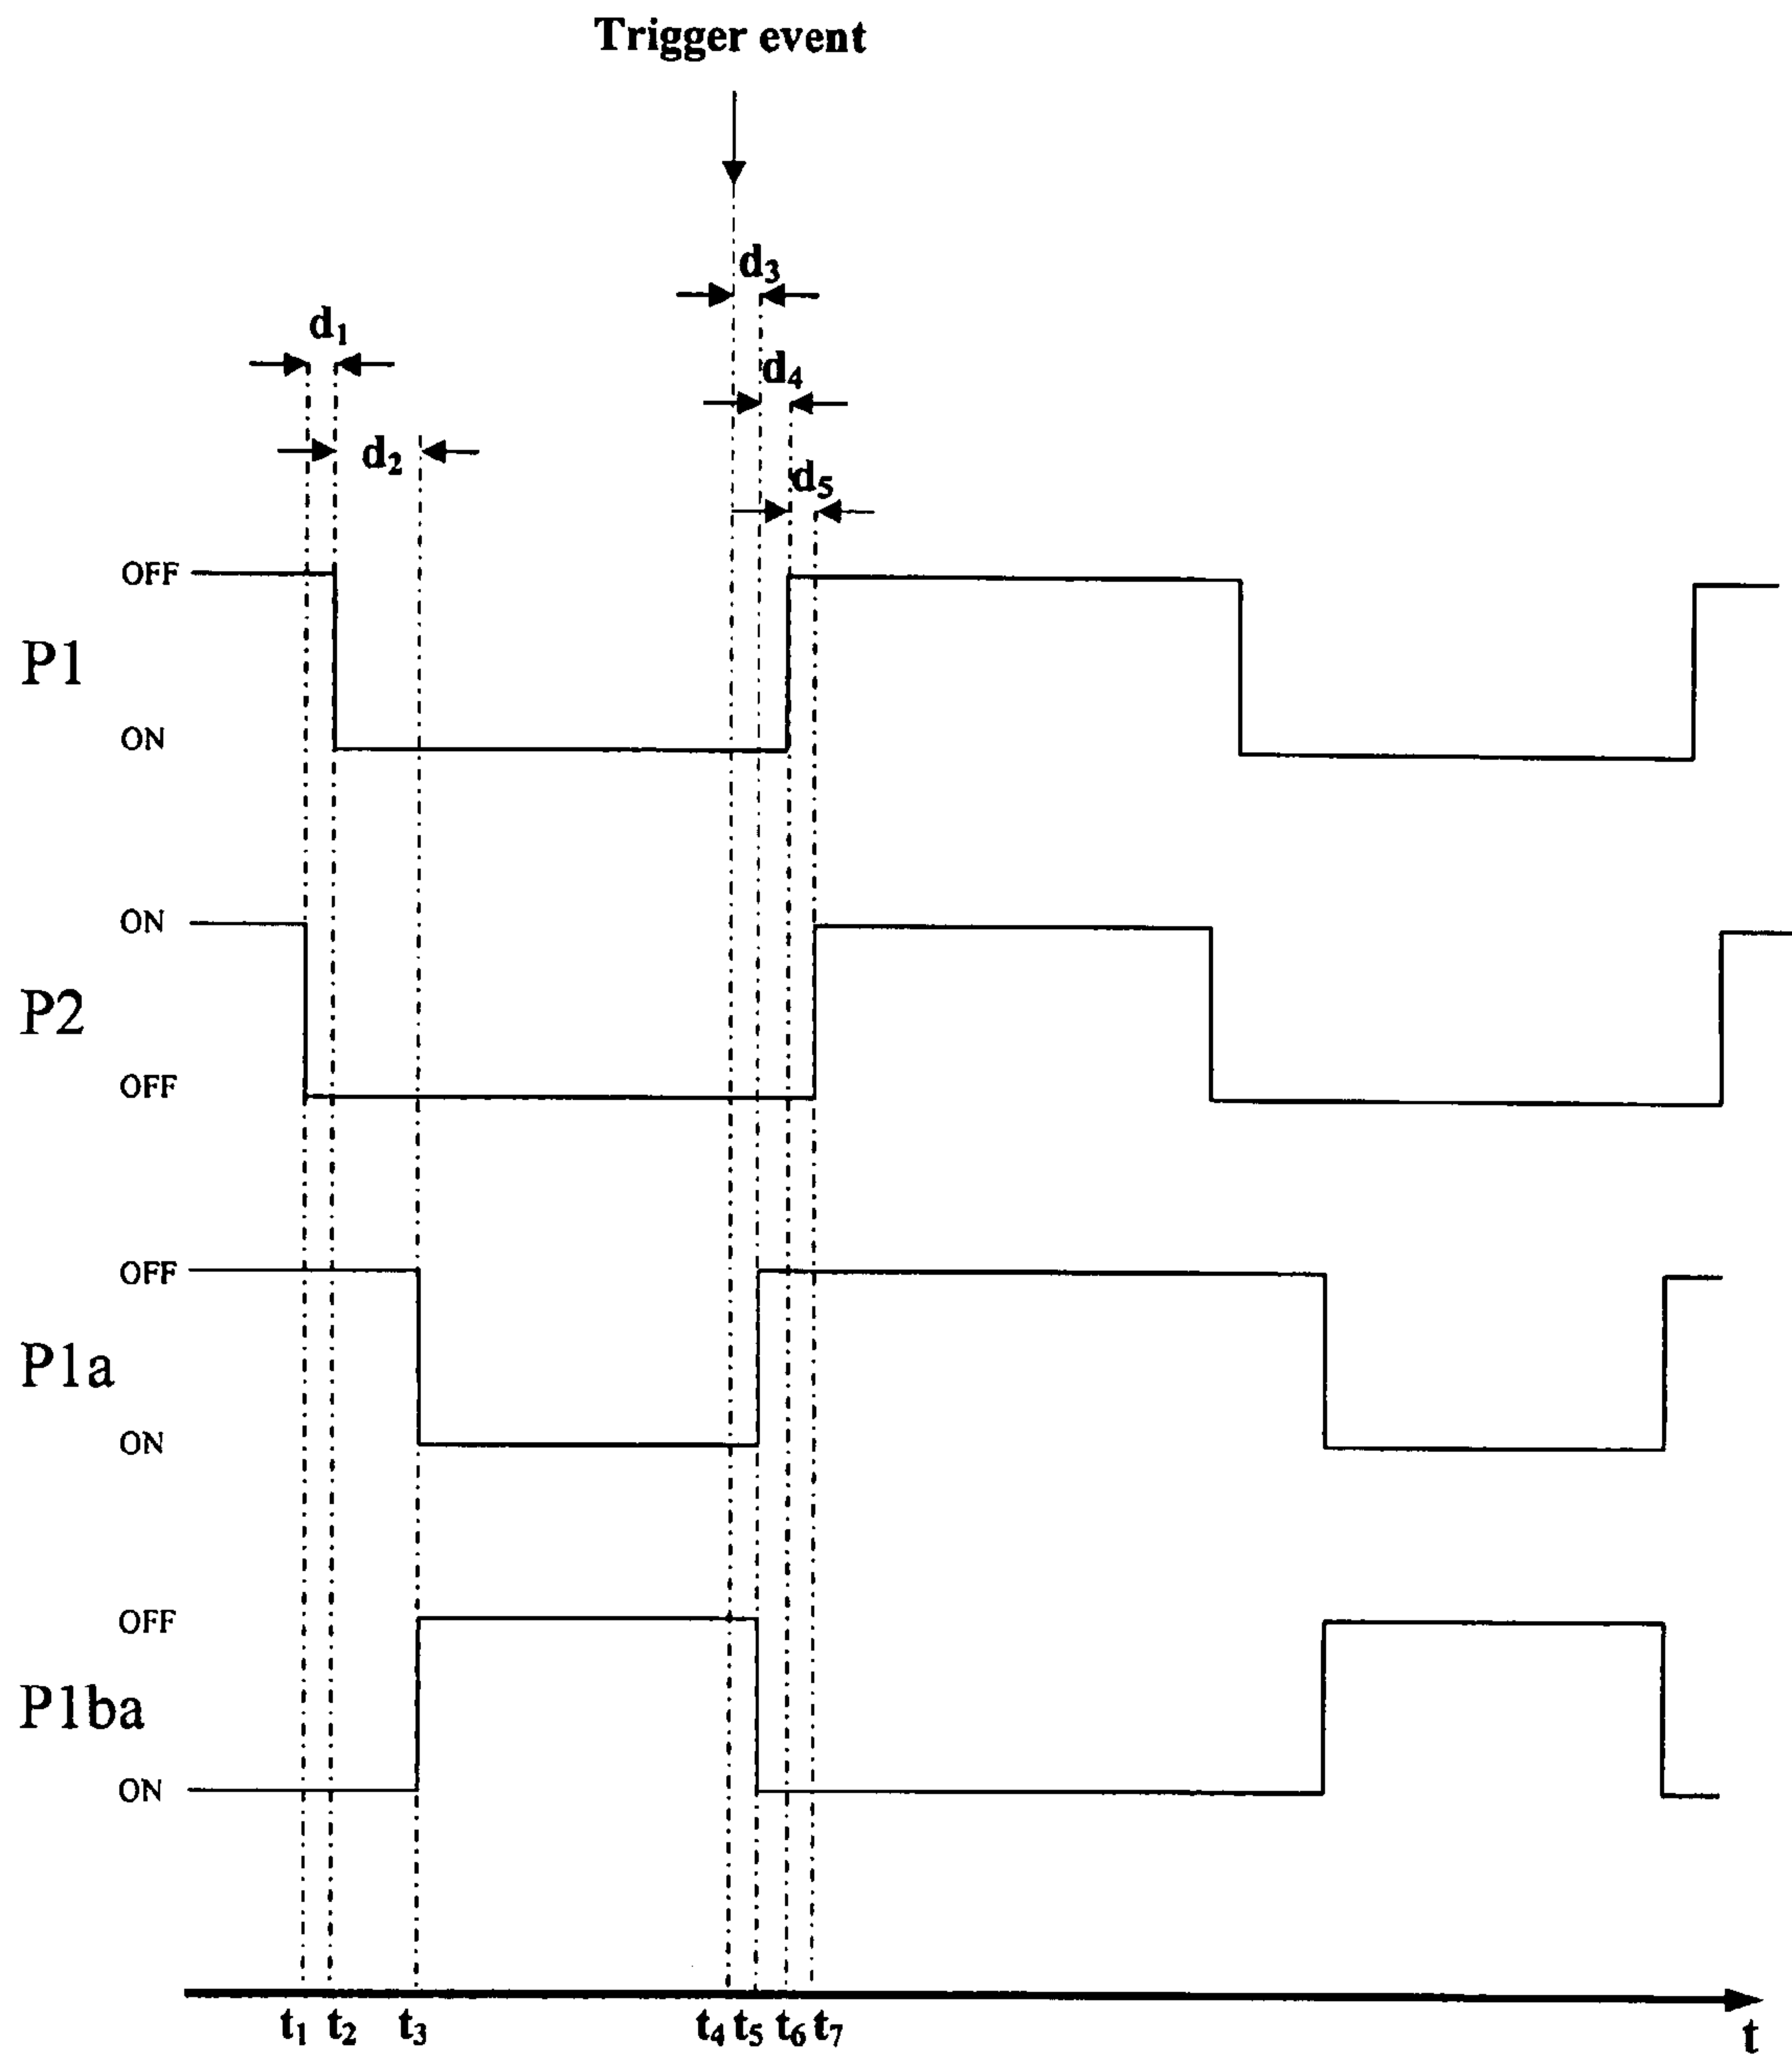 Trigger event
d₃
d₁
d₄
d₂
d₅
OFF
P1
ON
ON
P2
OFF
OFF
P1a
ON
OFF
P1ba
ON
t₁ t₂ t₃ t₄ t₅ t₆ t₇ t